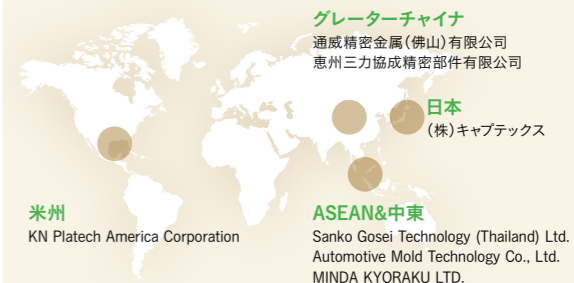 グレーターチャイナ
通威精密金属(佛山)有限公司
恵州三力協成精密部件有限公司
日本
(株)キャプテックス
米州
KN Platech America Corporation
ASEAN&中東
Sanko Gosei Technology (Thailand) Ltd.
Automotive Mold Technology Co., Ltd.
MINDA KYORAKU LTD.